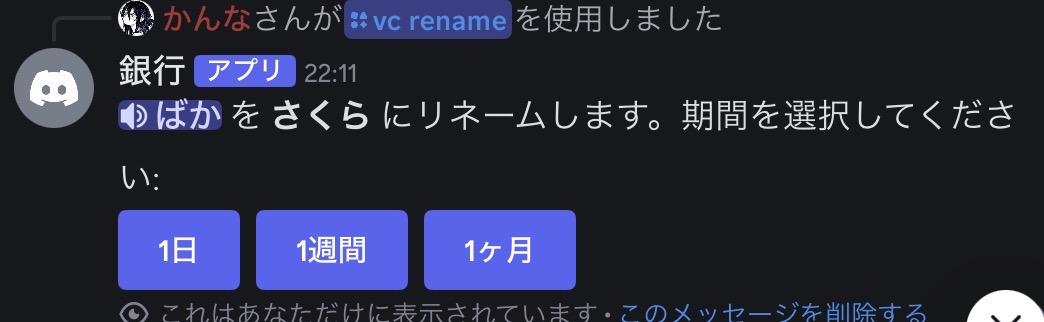 かんなさんが vc rename を使用しました
銀行 アプリ 22:11
ばか を さくら にリネームします。期間を選択してくださ
い:
1日 1週間 1ヶ月
これはあなただけに表示されています・このメッセージを削除する